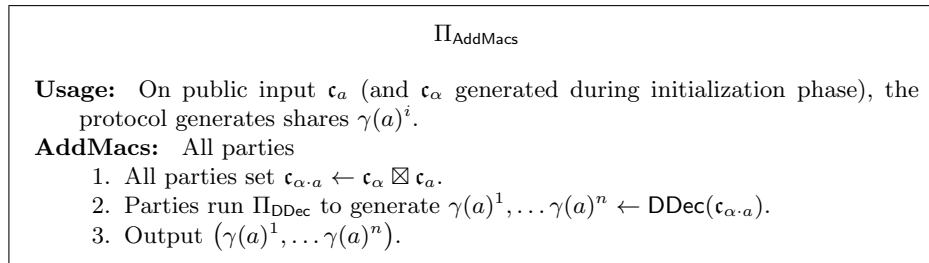 Π_AddMacs
Usage: On public input 𝔠_a (and 𝔠_α generated during initialization phase), the
protocol generates shares γ(a)^i.
AddMacs: All parties
1. All parties set 𝔠_{α·a} ← 𝔠_α ⊠ 𝔠_a.
2. Parties run Π_DDec to generate γ(a)^1, … γ(a)^n ← DDec(𝔠_{α·a}).
3. Output (γ(a)^1, … γ(a)^n).